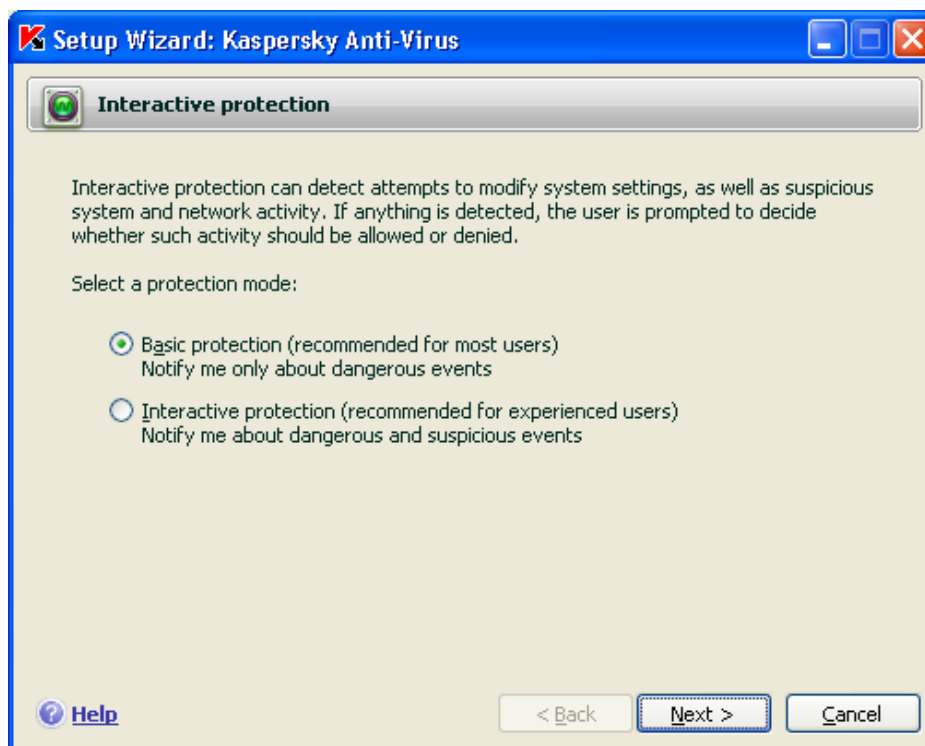 Setup Wizard: Kaspersky Anti-Virus
Interactive protection
Interactive protection can detect attempts to modify system settings, as well as suspicious
system and network activity. If anything is detected, the user is prompted to decide
whether such activity should be allowed or denied.
Select a protection mode:
Basic protection (recommended for most users)
Notify me only about dangerous events
Interactive protection (recommended for experienced users)
Notify me about dangerous and suspicious events
Help
< Back
Next >
Cancel